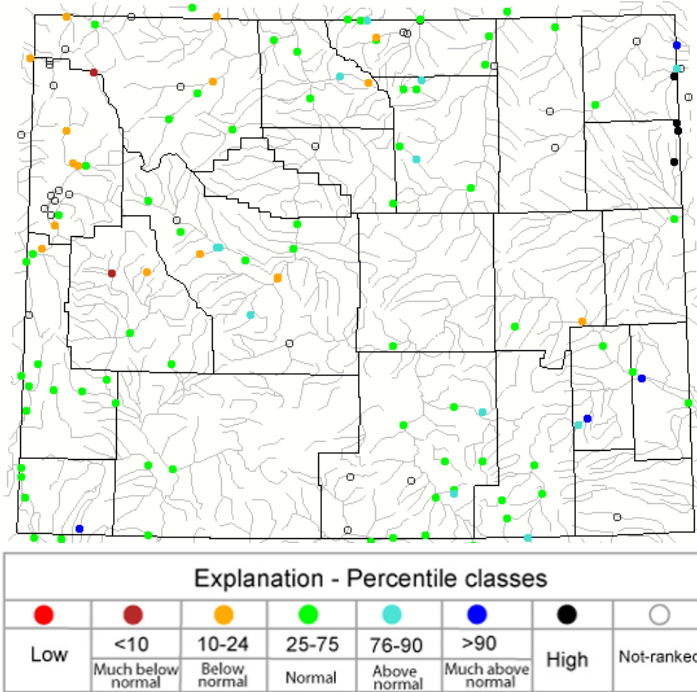 Explanation - Percentile classes
Low
<10
10-24
25-75
76-90
>90
High
Not-ranked
Much below
normal
Below
normal
Normal
Above
normal
Much above
normal